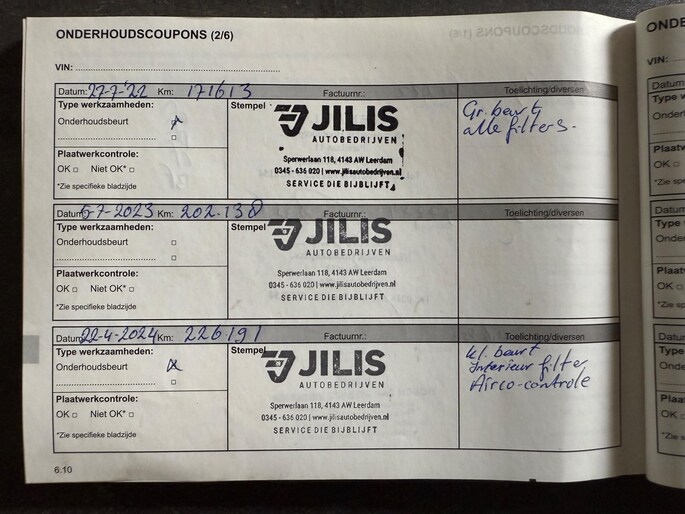 ONDERHOUDSCOUPONS (2/6)
VIN:
Datum: 27-7-'22 Km: 171613 Factuurnr.: Toelichting/diversen
Type werkzaamheden: Stempel
Onderhoudsbeurt
JILIS
AUTOBEDRIJVEN
Sperwerlaan 118, 4143 AW Leerdam
0345 - 636 020 | www.jilisautobedrijven.nl
SERVICE DIE BIJBLIJFT
Gr. beurt
alle filters-
Plaatwerkcontrole:
OK Niet OK*
*Zie specifieke bladzijde
Datum: 5-7-2023 Km: 202.138 Factuurnr.: Toelichting/diversen
Type werkzaamheden: Stempel
Onderhoudsbeurt
JILIS
AUTOBEDRIJVEN
Sperwerlaan 118, 4143 AW Leerdam
0345 - 636 020 | www.jilisautobedrijven.nl
SERVICE DIE BIJBLIJFT
Plaatwerkcontrole:
OK Niet OK*
*Zie specifieke bladzijde
Datum: 22-4-2024 Km: 226191 Factuurnr.: Toelichting/diversen
Type werkzaamheden: Stempel
Onderhoudsbeurt
JILIS
AUTOBEDRIJVEN
Sperwerlaan 118, 4143 AW Leerdam
0345 - 636 020 | www.jilisautobedrijven.nl
SERVICE DIE BIJBLIJFT
Kl. beurt
Interieur filter
Airco-controle
Plaatwerkcontrole:
OK Niet OK*
*Zie specifieke bladzijde
6.10
VIN:
Datum